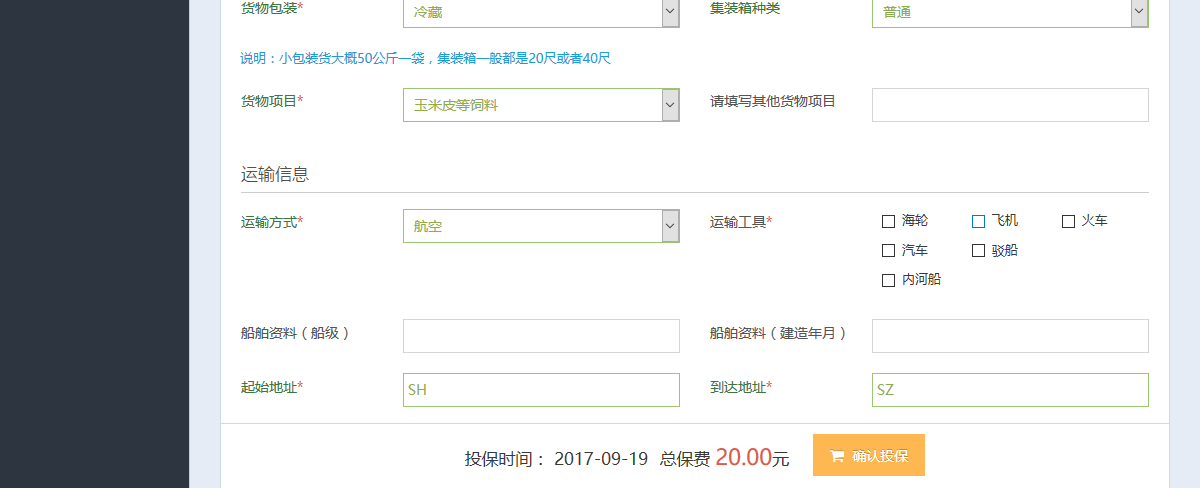 货物包装* 冷藏 集装箱种类 普通
说明：小包装货大概50公斤一袋，集装箱一般都是20尺或者40尺
货物项目* 玉米皮等饲料 请填写其他货物项目
运输信息
运输方式* 航空 运输工具* 海轮 飞机 火车
汽车 驳船
内河船
船舶资料（船级） 船舶资料（建造年月）
起始地址* SH 到达地址* SZ
投保时间： 2017-09-19 总保费 20.00元 确认投保